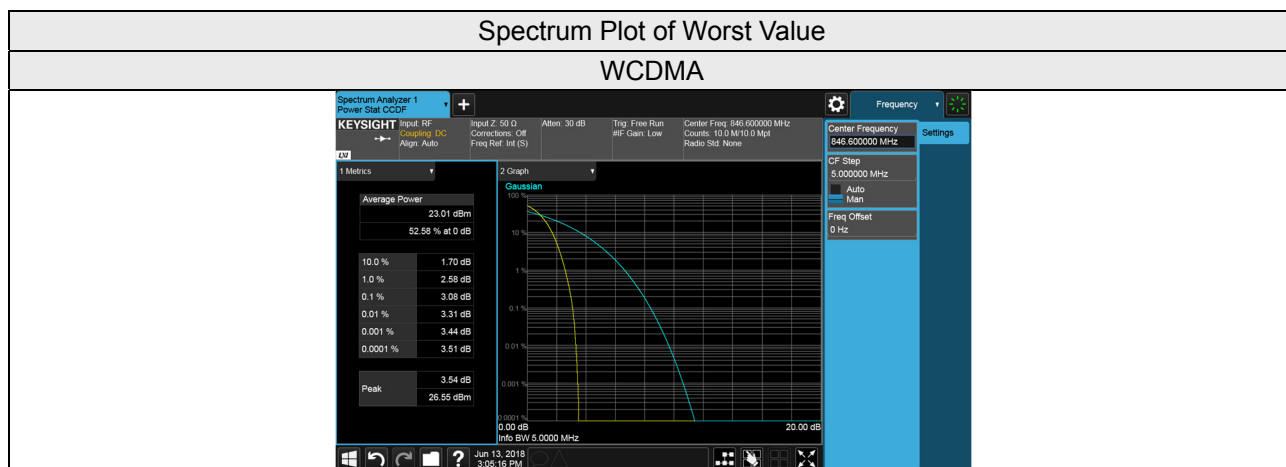 Spectrum Plot of Worst Value
WCDMA
Spectrum Analyzer 1
Power Stat CCDF
+
Frequency
KEYSIGHT
Input: RF
Coupling: DC
Align: Auto
Input Z: 50 Ω
Corrections: Off
Freq Ref: Int (S)
Atten: 30 dB
Trig: Free Run
#IF Gain: Low
Center Freq: 846.600000 MHz
Counts: 10.0 M/10.0 Mpt
Radio Std: None
LXI
Center Frequency
846.600000 MHz
Settings
CF Step
5.000000 MHz
Auto
Man
Freq Offset
0 Hz
1 Metrics
Average Power
23.01 dBm
52.58 % at 0 dB
10.0 % 1.70 dB
1.0 % 2.58 dB
0.1 % 3.08 dB
0.01 % 3.31 dB
0.001 % 3.44 dB
0.0001 % 3.51 dB
Peak
3.54 dB
26.55 dBm
2 Graph
Gaussian
100 %
10 %
1 %
0.1 %
0.01 %
0.001 %
0.0001 %
0.00 dB
20.00 dB
Info BW 5.0000 MHz
?
Jun 13, 2018
3:05:16 PM